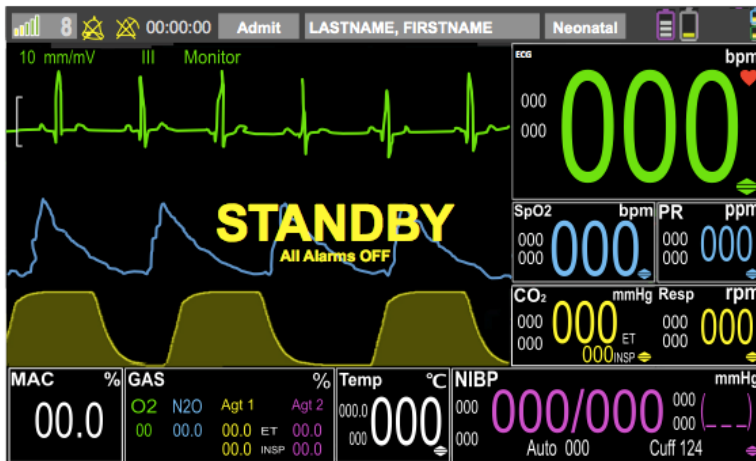 8 00:00:00 Admit LASTNAME, FIRSTNAME Neonatal
10 mm/mV III Monitor
ECG bpm
000
000
000
STANDBY
All Alarms OFF
SpO2 bpm
000
000
000
PR ppm
000
000
000
CO₂ mmHg
000
000
000
ET
000 INSP
Resp rpm
000
000
000
MAC %
00.0
GAS %
O2 N2O Agt 1 Agt 2
00 00.0 00.0 ET 00.0
00.0 INSP 00.0
Temp °C
000.0
000
000
NIBP mmHg
000
000
000/000
000
000
(_ _ _)
Auto 000 Cuff 124